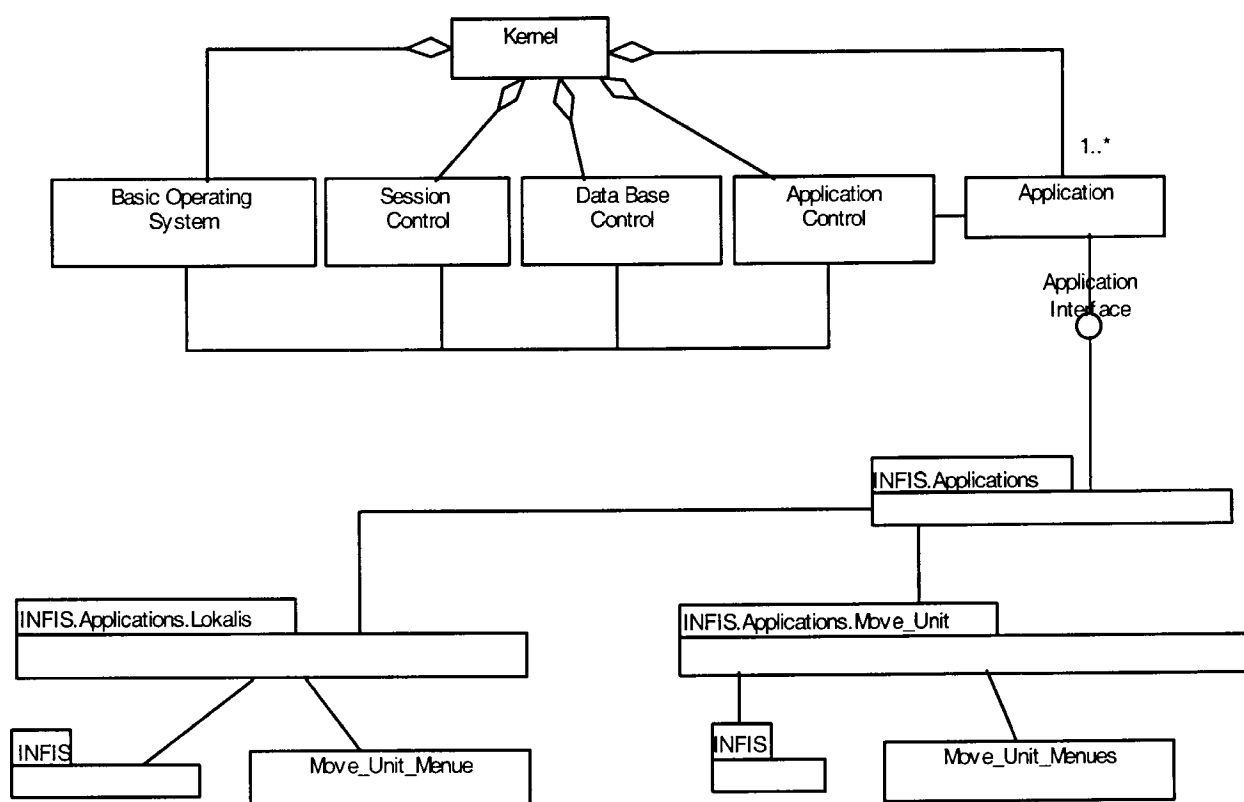 Kernel
1..*
Basic Operating
System
Session
Control
Data Base
Control
Application
Control
Application
Application
Interface
INFIS.Applications
INFIS.Applications.Lokalis
INFIS.Applications.Move_Unit
INFIS
Move_Unit_Menue
INFIS
Move_Unit_Menues